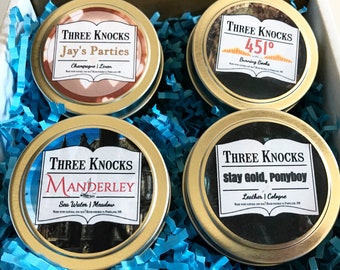 THREE KNOCKS
Jay's Parties
Champagne | Linen
THREE KNOCKS
451°
Burning Books
THREE KNOCKS
MANDERLEY
Sea Water | Meadow
THREE KNOCKS
Stay Gold, Ponyboy
Leather | Cologne